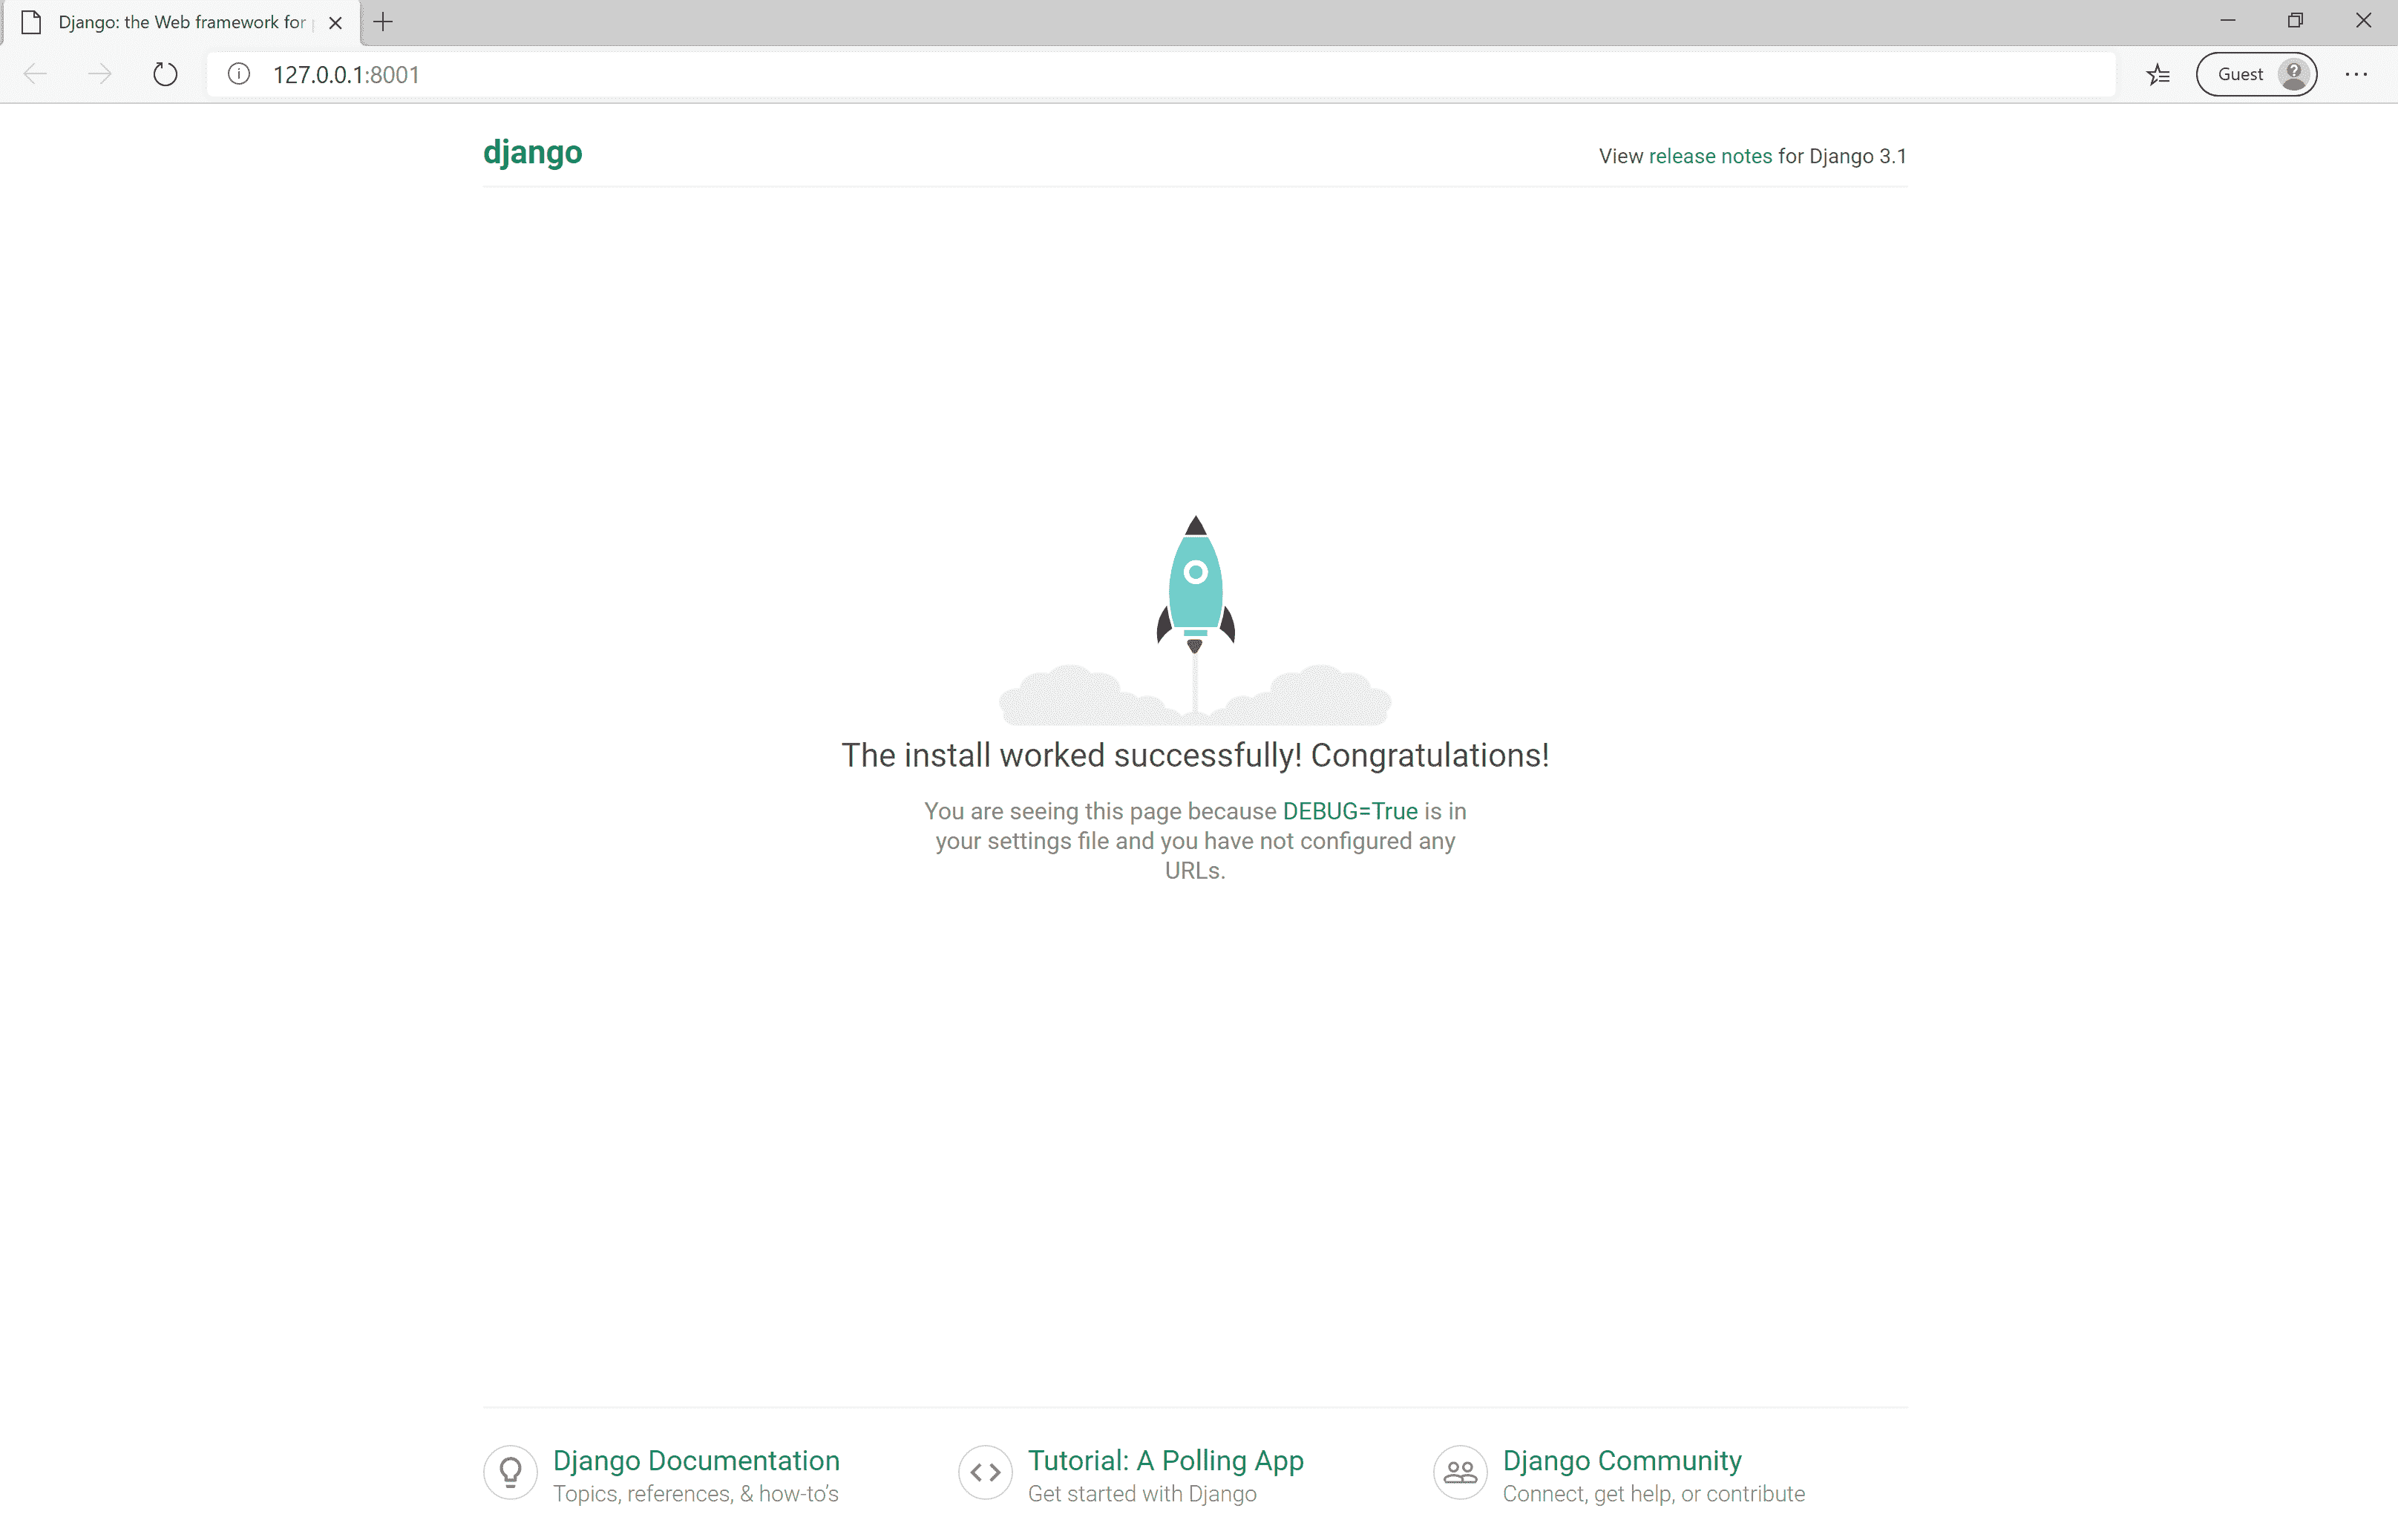 Django: the Web framework for
127.0.0.1:8001
Guest
django
View release notes for Django 3.1
The install worked successfully! Congratulations!
You are seeing this page because DEBUG=True is in
your settings file and you have not configured any
URLs.
Django Documentation
Topics, references, & how-to’s
Tutorial: A Polling App
Get started with Django
Django Community
Connect, get help, or contribute